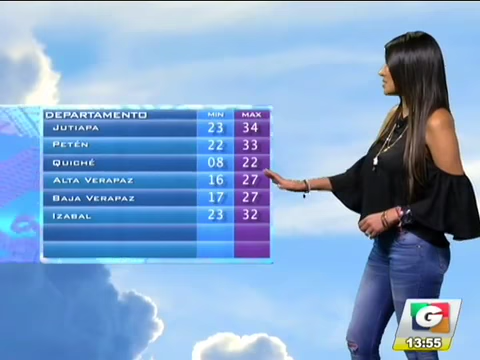 DEPARTAMENTO MIN MAX
JUTIAPA 23 34
PETÉN 22 33
QUICHÉ 08 22
ALTA VERAPAZ 16 27
BAJA VERAPAZ 17 27
IZABAL 23 32
G
13:55